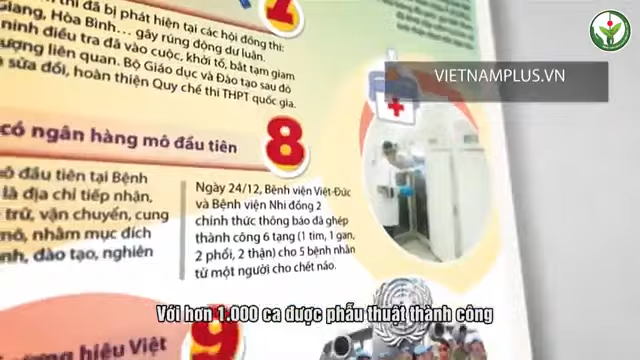 thi đã bị phát hiện tại các hội đồng thi:
Giang, Hòa Bình... gây rúng động dư luận.
ninh điều tra đã vào cuộc, khởi tố, bắt tạm giam
ượng liên quan. Bộ Giáo dục và Đào tạo sau đó
sửa đổi, hoàn thiện Quy chế thi THPT quốc gia.
VIETNAMPLUS.VN
có ngân hàng mô đầu tiên
8
mô đầu tiên tại Bệnh
là địa chỉ tiếp nhận,
trữ, vận chuyển, cung
mô, nhằm mục đích
nh, đào tạo, nghiên
Ngày 24/12, Bệnh viện Việt-Đức
và Bệnh viện Nhi đồng 2
chính thức thông báo đã ghép
thành công 6 tạng (1 tim, 1 gan,
2 phổi, 2 thận) cho 5 bệnh nhân
từ một người cho chết não.
Với hơn 1.000 ca được phẫu thuật thành công
9
ương hiệu Việt